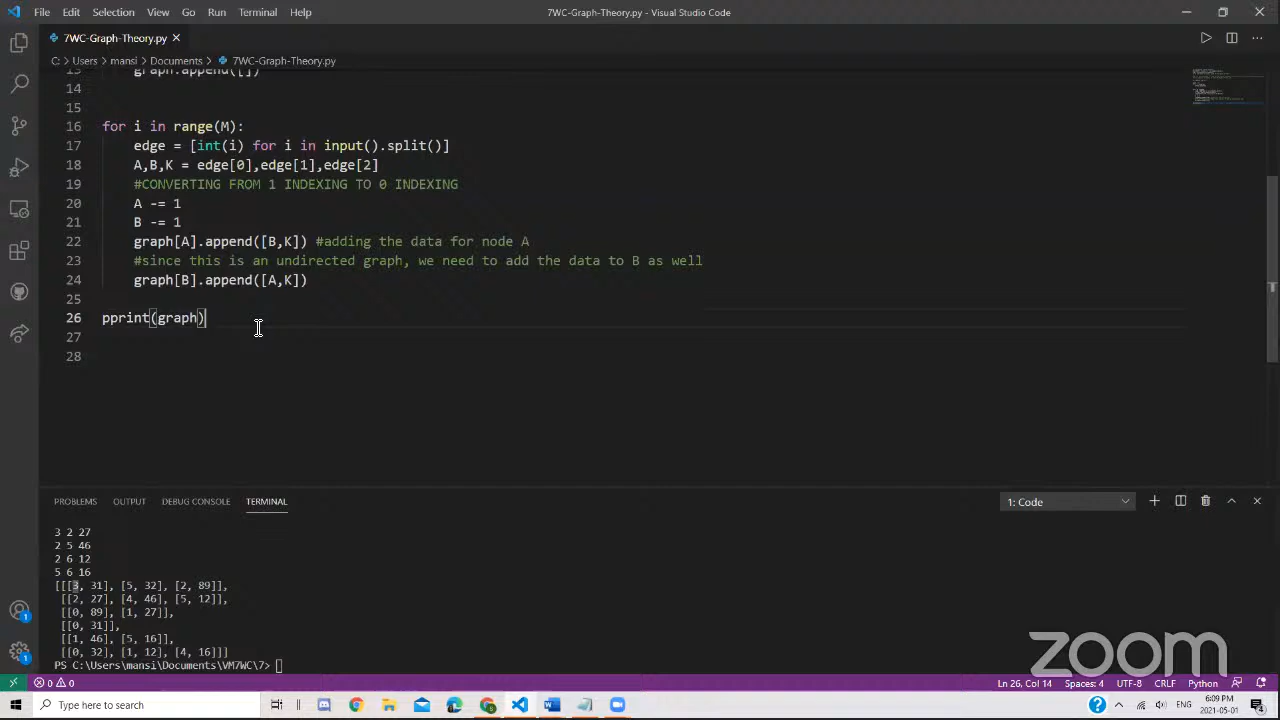 File Edit Selection View Go Run Terminal Help 7WC-Graph-Theory.py - Visual Studio Code
7WC-Graph-Theory.py
C: > Users > mansi > Documents > 7WC-Graph-Theory.py
13 graph.append([])
14
15
16 for i in range(M):
17 edge = [int(i) for i in input().split()]
18 A,B,K = edge[0],edge[1],edge[2]
19 #CONVERTING FROM 1 INDEXING TO 0 INDEXING
20 A -= 1
21 B -= 1
22 graph[A].append([B,K]) #adding the data for node A
23 #since this is an undirected graph, we need to add the data to B as well
24 graph[B].append([A,K])
25
26 pprint(graph)
27
28
PROBLEMS OUTPUT DEBUG CONSOLE TERMINAL 1: Code
3 2 27
2 5 46
2 6 12
5 6 16
[[[3, 31], [5, 32], [2, 89]],
[[2, 27], [4, 46], [5, 12]],
[[0, 89], [1, 27]],
[[0, 31]],
[[1, 46], [5, 16]],
[[0, 32], [1, 12], [4, 16]]]
PS C:\Users\mansi\Documents\VM7WC\7>
zoom
0 0 Ln 26, Col 14 Spaces: 4 UTF-8 CRLF Python
Type here to search ENG 6:09 PM
2021-05-01